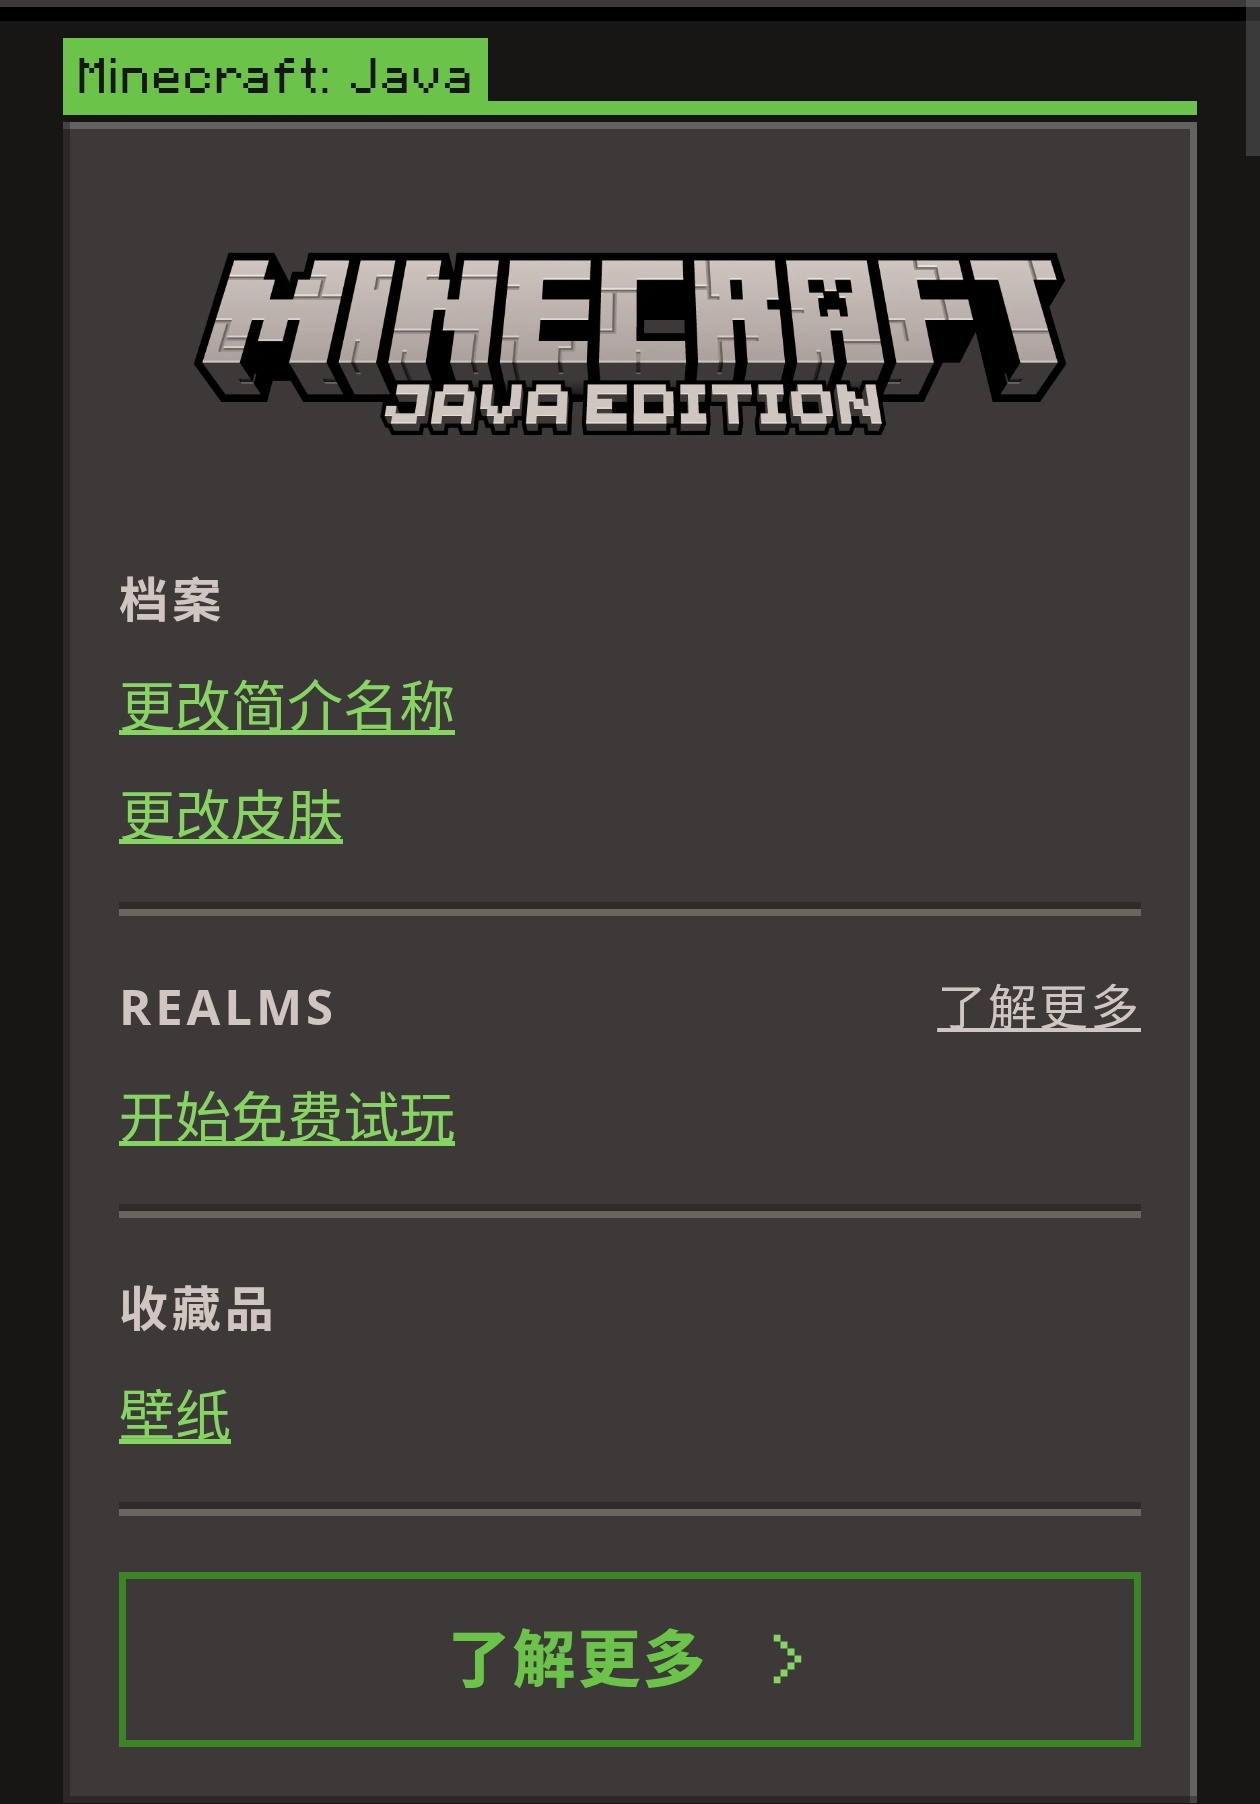 Minecraft: Java
MINECRAFT
JAVA EDITION
档案
更改简介名称
更改皮肤
REALMS 了解更多
开始免费试玩
收藏品
壁纸
了解更多